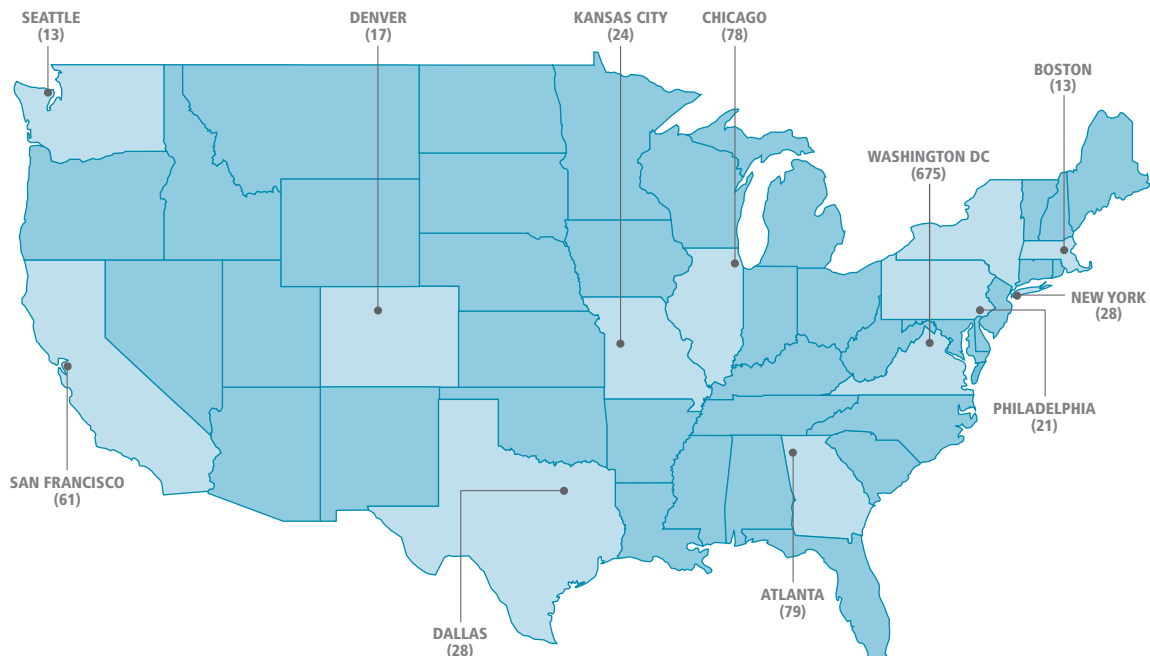 SEATTLE
(13)
DENVER
(17)
KANSAS CITY
(24)
CHICAGO
(78)
BOSTON
(13)
WASHINGTON DC
(675)
NEW YORK
(28)
PHILADELPHIA
(21)
SAN FRANCISCO
(61)
ATLANTA
(79)
DALLAS
(28)